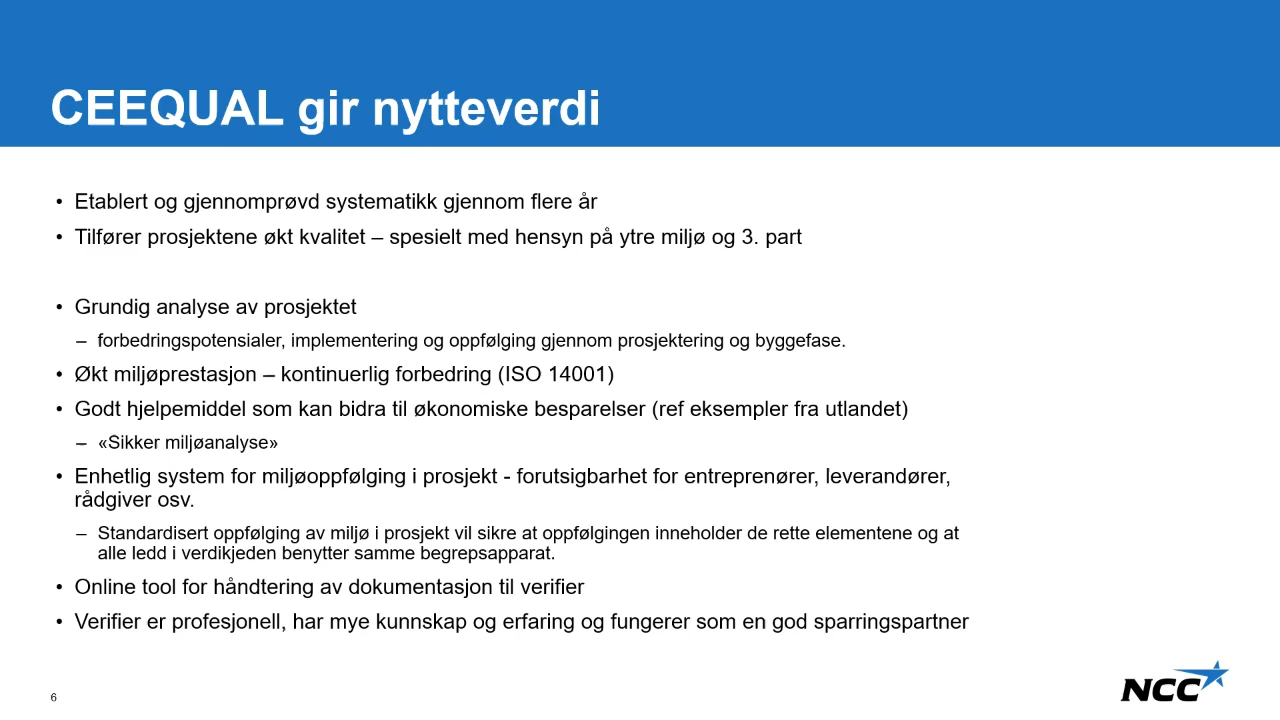 CEEQUAL gir nytteverdi
• Etablert og gjennomprøvd systematikk gjennom flere år
• Tilfører prosjektene økt kvalitet – spesielt med hensyn på ytre miljø og 3. part
• Grundig analyse av prosjektet
– forbedringspotensialer, implementering og oppfølging gjennom prosjektering og byggefase.
• Økt miljøprestasjon – kontinuerlig forbedring (ISO 14001)
• Godt hjelpemiddel som kan bidra til økonomiske besparelser (ref eksempler fra utlandet)
– «Sikker miljøanalyse»
• Enhetlig system for miljøoppfølging i prosjekt - forutsigbarhet for entreprenører, leverandører,
rådgiver osv.
– Standardisert oppfølging av miljø i prosjekt vil sikre at oppfølgingen inneholder de rette elementene og at
alle ledd i verdikjeden benytter samme begrepsapparat.
• Online tool for håndtering av dokumentasjon til verifier
• Verifier er profesjonell, har mye kunnskap og erfaring og fungerer som en god sparringspartner
6
NCC